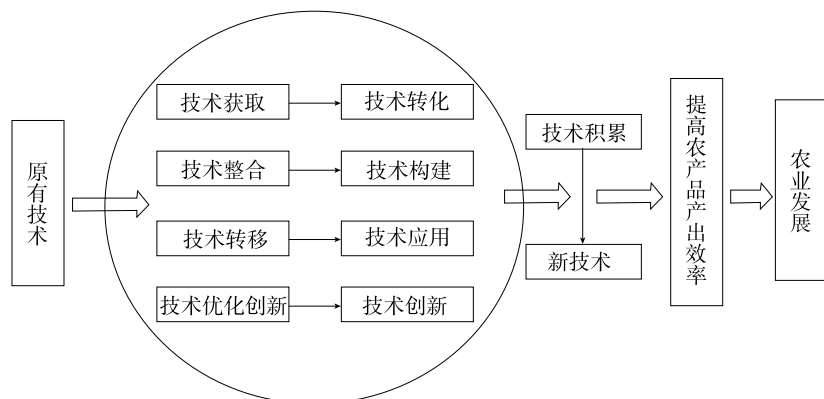 原有技术
技术获取
技术转化
技术整合
技术构建
技术转移
技术应用
技术优化创新
技术创新
技术积累
新技术
提高农产品产出效率
农业发展